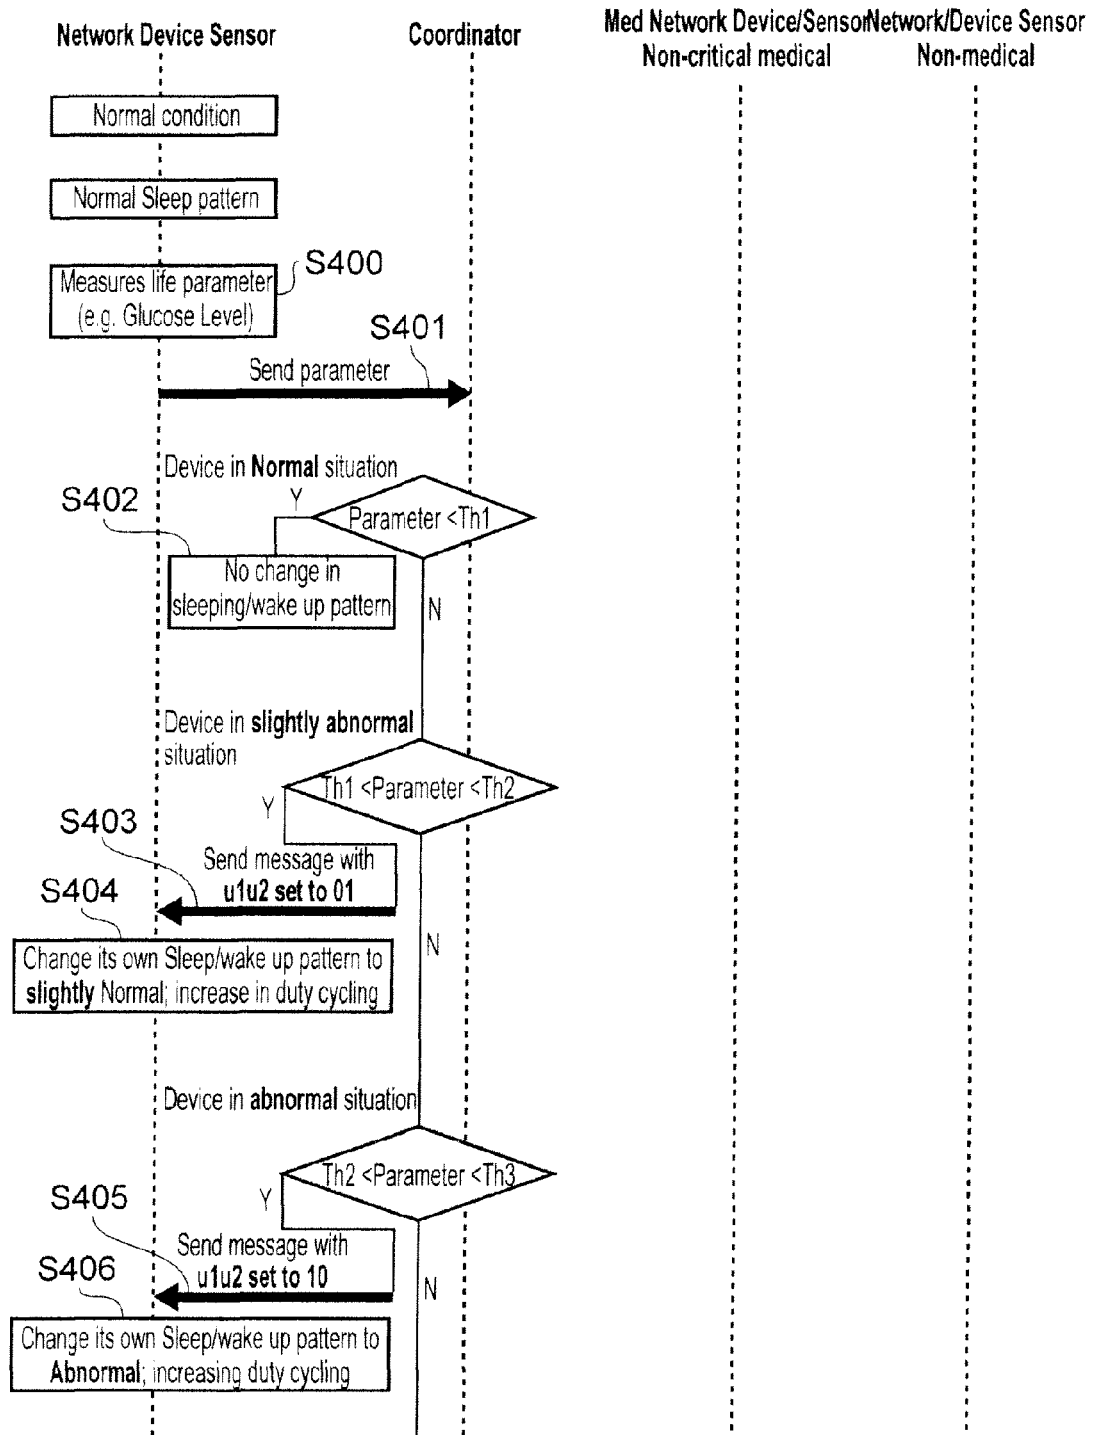 Network Device Sensor
Coordinator
Med Network Device/Sensor
Non-critical medical
Network/Device Sensor
Non-medical
Normal condition
Normal Sleep pattern
Measures life parameter
(e.g. Glucose Level)
S400
S401
Send parameter
Device in Normal situation
S402
Y
Parameter <Th1
No change in
sleeping/wake up pattern
N
Device in slightly abnormal
situation
Th1 <Parameter <Th2
Y
S403
Send message with
u1u2 set to 01
S404
N
Change its own Sleep/wake up pattern to
slightly Normal; increase in duty cycling
Device in abnormal situation
Th2 <Parameter <Th3
Y
S405
Send message with
u1u2 set to 10
S406
N
Change its own Sleep/wake up pattern to
Abnormal; increasing duty cycling